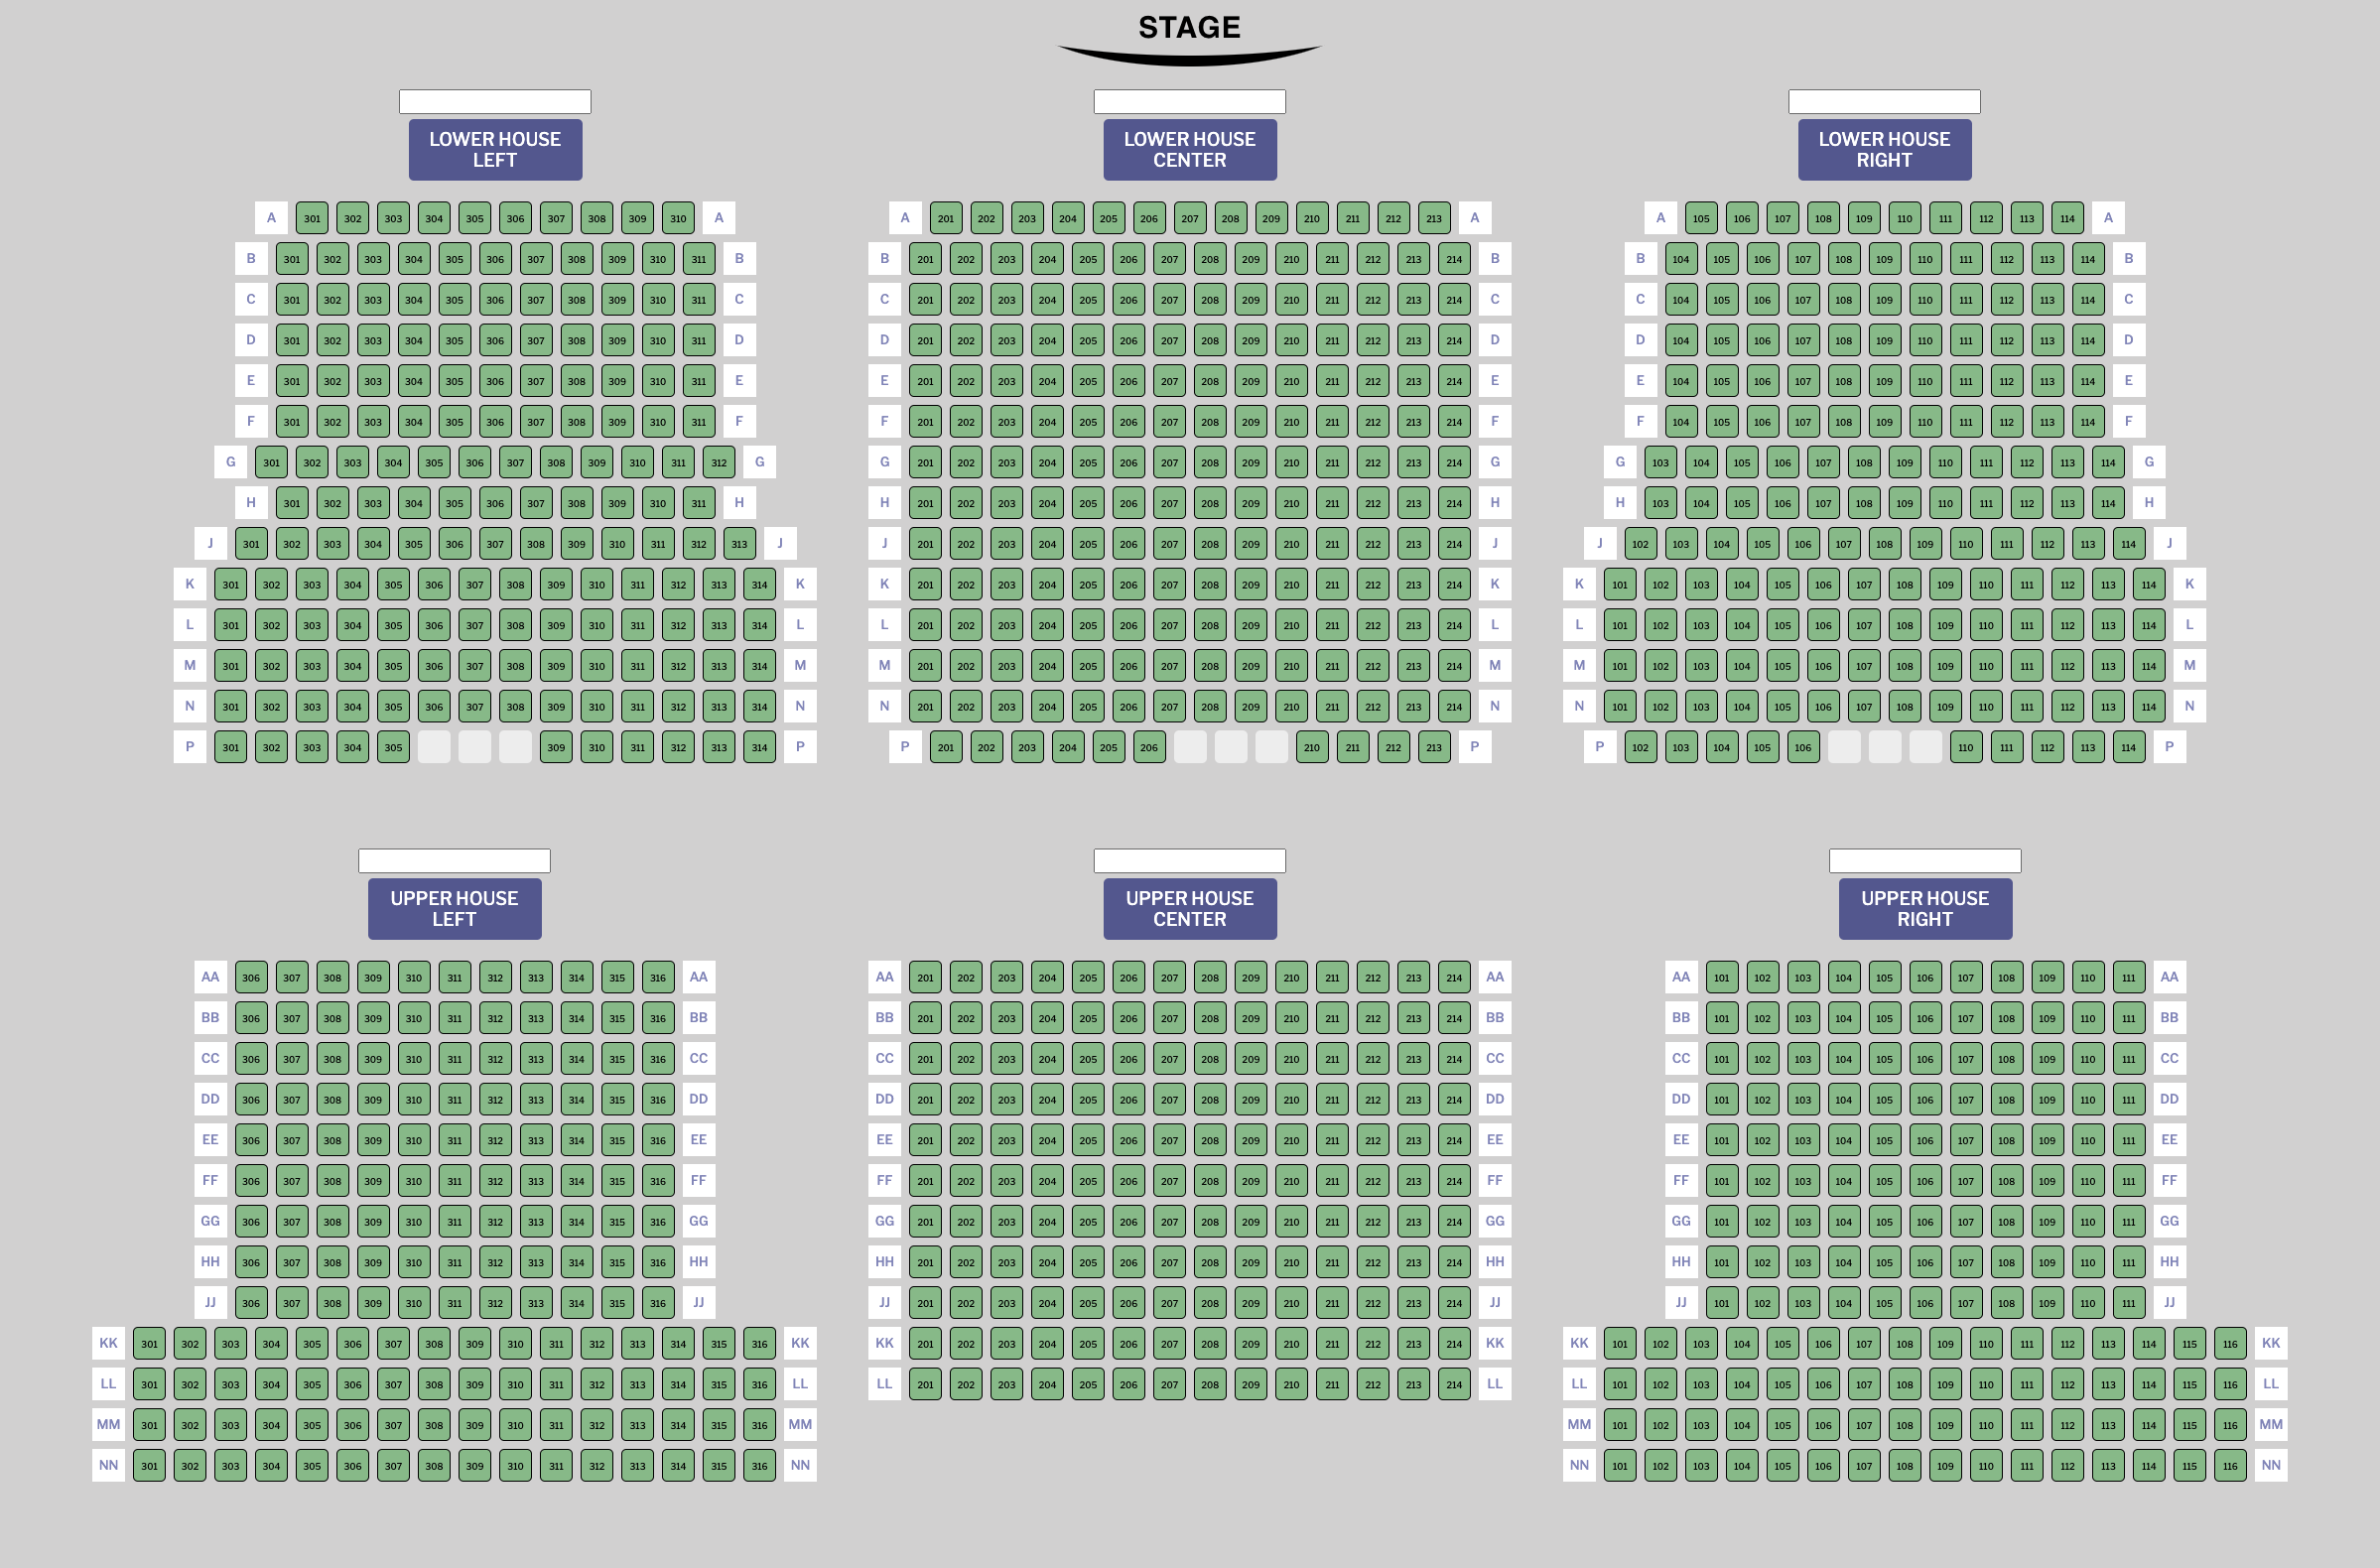 STAGE
LOWER HOUSE
LEFT
A 301 302 303 304 305 306 307 308 309 310 A
B 301 302 303 304 305 306 307 308 309 310 311 B
C 301 302 303 304 305 306 307 308 309 310 311 C
D 301 302 303 304 305 306 307 308 309 310 311 D
E 301 302 303 304 305 306 307 308 309 310 311 E
F 301 302 303 304 305 306 307 308 309 310 311 F
G 301 302 303 304 305 306 307 308 309 310 311 312 G
H 301 302 303 304 305 306 307 308 309 310 311 H
J 301 302 303 304 305 306 307 308 309 310 311 312 313 J
K 301 302 303 304 305 306 307 308 309 310 311 312 313 314 K
L 301 302 303 304 305 306 307 308 309 310 311 312 313 314 L
M 301 302 303 304 305 306 307 308 309 310 311 312 313 314 M
N 301 302 303 304 305 306 307 308 309 310 311 312 313 314 N
P 301 302 303 304 305 309 310 311 312 313 314 P
LOWER HOUSE
CENTER
A 201 202 203 204 205 206 207 208 209 210 211 212 213 A
B 201 202 203 204 205 206 207 208 209 210 211 212 213 214 B
C 201 202 203 204 205 206 207 208 209 210 211 212 213 214 C
D 201 202 203 204 205 206 207 208 209 210 211 212 213 214 D
E 201 202 203 204 205 206 207 208 209 210 211 212 213 214 E
F 201 202 203 204 205 206 207 208 209 210 211 212 213 214 F
G 201 202 203 204 205 206 207 208 209 210 211 212 213 214 G
H 201 202 203 204 205 206 207 208 209 210 211 212 213 214 H
J 201 202 203 204 205 206 207 208 209 210 211 212 213 214 J
K 201 202 203 204 205 206 207 208 209 210 211 212 213 214 K
L 201 202 203 204 205 206 207 208 209 210 211 212 213 214 L
M 201 202 203 204 205 206 207 208 209 210 211 212 213 214 M
N 201 202 203 204 205 206 207 208 209 210 211 212 213 214 N
P 201 202 203 204 205 206 210 211 212 213 P
LOWER HOUSE
RIGHT
A 105 106 107 108 109 110 111 112 113 114 A
B 104 105 106 107 108 109 110 111 112 113 114 B
C 104 105 106 107 108 109 110 111 112 113 114 C
D 104 105 106 107 108 109 110 111 112 113 114 D
E 104 105 106 107 108 109 110 111 112 113 114 E
F 104 105 106 107 108 109 110 111 112 113 114 F
G 103 104 105 106 107 108 109 110 111 112 113 114 G
H 103 104 105 106 107 108 109 110 111 112 113 114 H
J 102 103 104 105 106 107 108 109 110 111 112 113 114 J
K 101 102 103 104 105 106 107 108 109 110 111 112 113 114 K
L 101 102 103 104 105 106 107 108 109 110 111 112 113 114 L
M 101 102 103 104 105 106 107 108 109 110 111 112 113 114 M
N 101 102 103 104 105 106 107 108 109 110 111 112 113 114 N
P 102 103 104 105 106 110 111 112 113 114 P
UPPER HOUSE
LEFT
AA 306 307 308 309 310 311 312 313 314 315 316 AA
BB 306 307 308 309 310 311 312 313 314 315 316 BB
CC 306 307 308 309 310 311 312 313 314 315 316 CC
DD 306 307 308 309 310 311 312 313 314 315 316 DD
EE 306 307 308 309 310 311 312 313 314 315 316 EE
FF 306 307 308 309 310 311 312 313 314 315 316 FF
GG 306 307 308 309 310 311 312 313 314 315 316 GG
HH 306 307 308 309 310 311 312 313 314 315 316 HH
JJ 306 307 308 309 310 311 312 313 314 315 316 JJ
KK 301 302 303 304 305 306 307 308 309 310 311 312 313 314 315 316 KK
LL 301 302 303 304 305 306 307 308 309 310 311 312 313 314 315 316 LL
MM 301 302 303 304 305 306 307 308 309 310 311 312 313 314 315 316 MM
NN 301 302 303 304 305 306 307 308 309 310 311 312 313 314 315 316 NN
UPPER HOUSE
CENTER
AA 201 202 203 204 205 206 207 208 209 210 211 212 213 214 AA
BB 201 202 203 204 205 206 207 208 209 210 211 212 213 214 BB
CC 201 202 203 204 205 206 207 208 209 210 211 212 213 214 CC
DD 201 202 203 204 205 206 207 208 209 210 211 212 213 214 DD
EE 201 202 203 204 205 206 207 208 209 210 211 212 213 214 EE
FF 201 202 203 204 205 206 207 208 209 210 211 212 213 214 FF
GG 201 202 203 204 205 206 207 208 209 210 211 212 213 214 GG
HH 201 202 203 204 205 206 207 208 209 210 211 212 213 214 HH
JJ 201 202 203 204 205 206 207 208 209 210 211 212 213 214 JJ
KK 201 202 203 204 205 206 207 208 209 210 211 212 213 214 KK
LL 201 202 203 204 205 206 207 208 209 210 211 212 213 214 LL
UPPER HOUSE
RIGHT
AA 101 102 103 104 105 106 107 108 109 110 111 AA
BB 101 102 103 104 105 106 107 108 109 110 111 BB
CC 101 102 103 104 105 106 107 108 109 110 111 CC
DD 101 102 103 104 105 106 107 108 109 110 111 DD
EE 101 102 103 104 105 106 107 108 109 110 111 EE
FF 101 102 103 104 105 106 107 108 109 110 111 FF
GG 101 102 103 104 105 106 107 108 109 110 111 GG
HH 101 102 103 104 105 106 107 108 109 110 111 HH
JJ 101 102 103 104 105 106 107 108 109 110 111 JJ
KK 101 102 103 104 105 106 107 108 109 110 111 112 113 114 115 116 KK
LL 101 102 103 104 105 106 107 108 109 110 111 112 113 114 115 116 LL
MM 101 102 103 104 105 106 107 108 109 110 111 112 113 114 115 116 MM
NN 101 102 103 104 105 106 107 108 109 110 111 112 113 114 115 116 NN